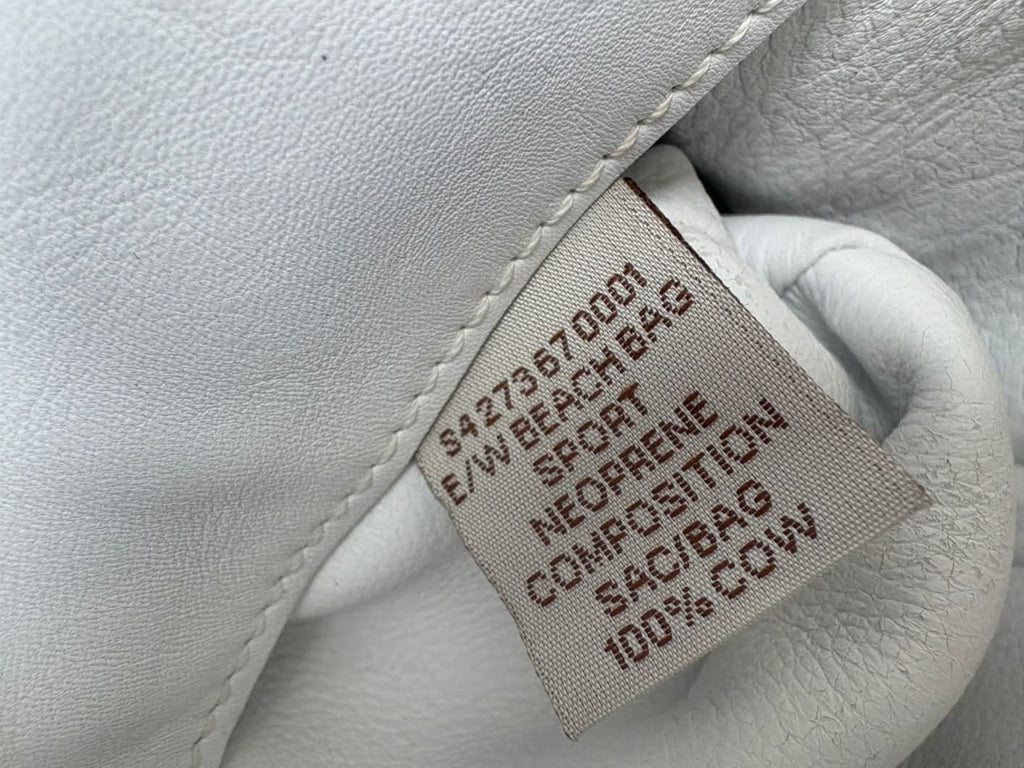 34273670001
E/W BEACH BAG
SPORT
NEOPRENE
COMPOSITION
SAC/BAG
100% COW